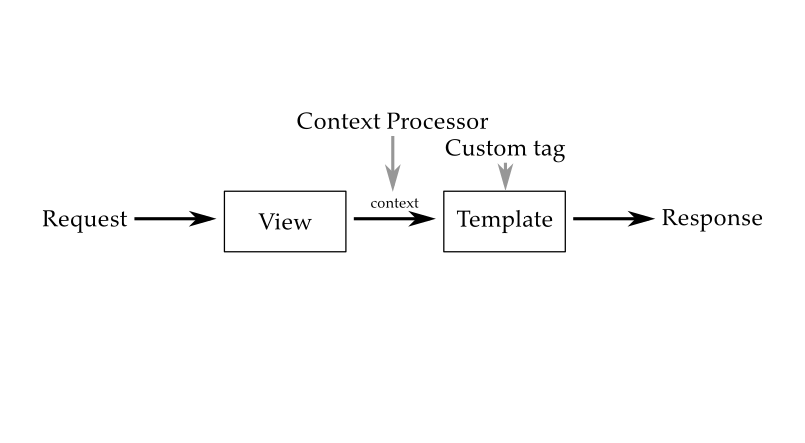 Context Processor
Custom tag
Request
View
context
Template
Response